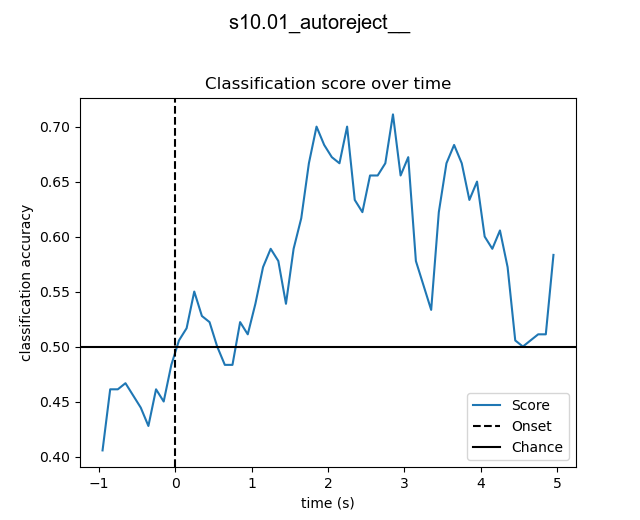 s10.01_autoreject__
Classification score over time
classification accuracy
0.70
0.65
0.60
0.55
0.50
0.45
0.40
Score
Onset
Chance
−1
0
1
2
3
4
5
time (s)